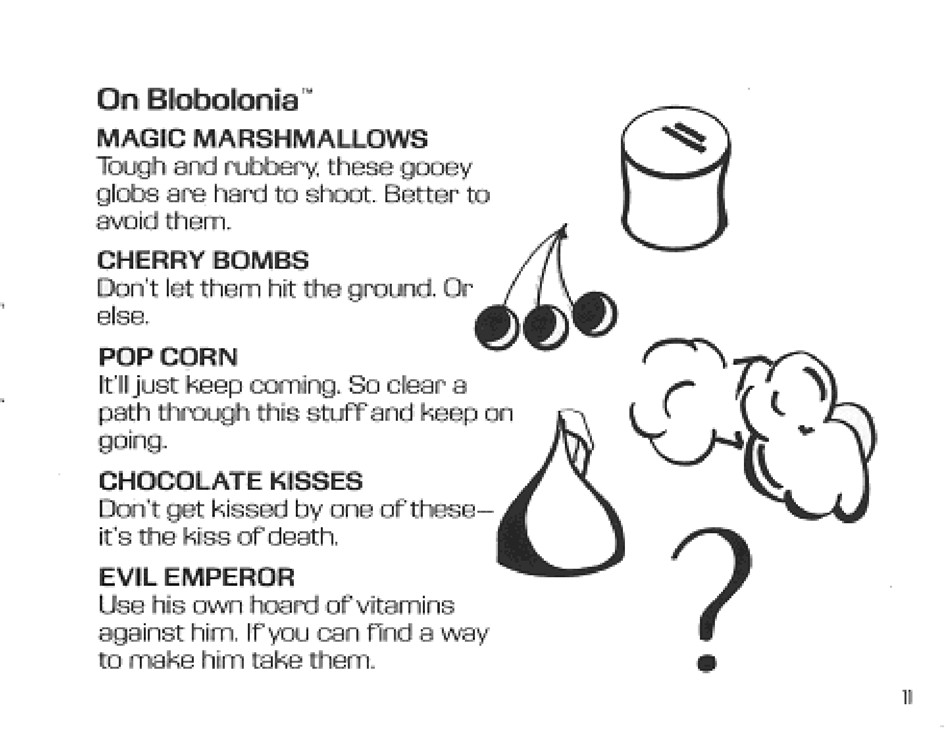 On Blobolonia™
MAGIC MARSHMALLOWS
Tough and rubbery, these gooey
globs are hard to shoot. Better to
avoid them.
CHERRY BOMBS
Don't let them hit the ground. Or
else.
POP CORN
It'll just keep coming. So clear a
path through this stuff and keep on
going.
CHOCOLATE KISSES
Don't get kissed by one of these—
it's the kiss of death.
EVIL EMPEROR
Use his own hoard of vitamins
against him. If you can find a way
to make him take them.
?
11